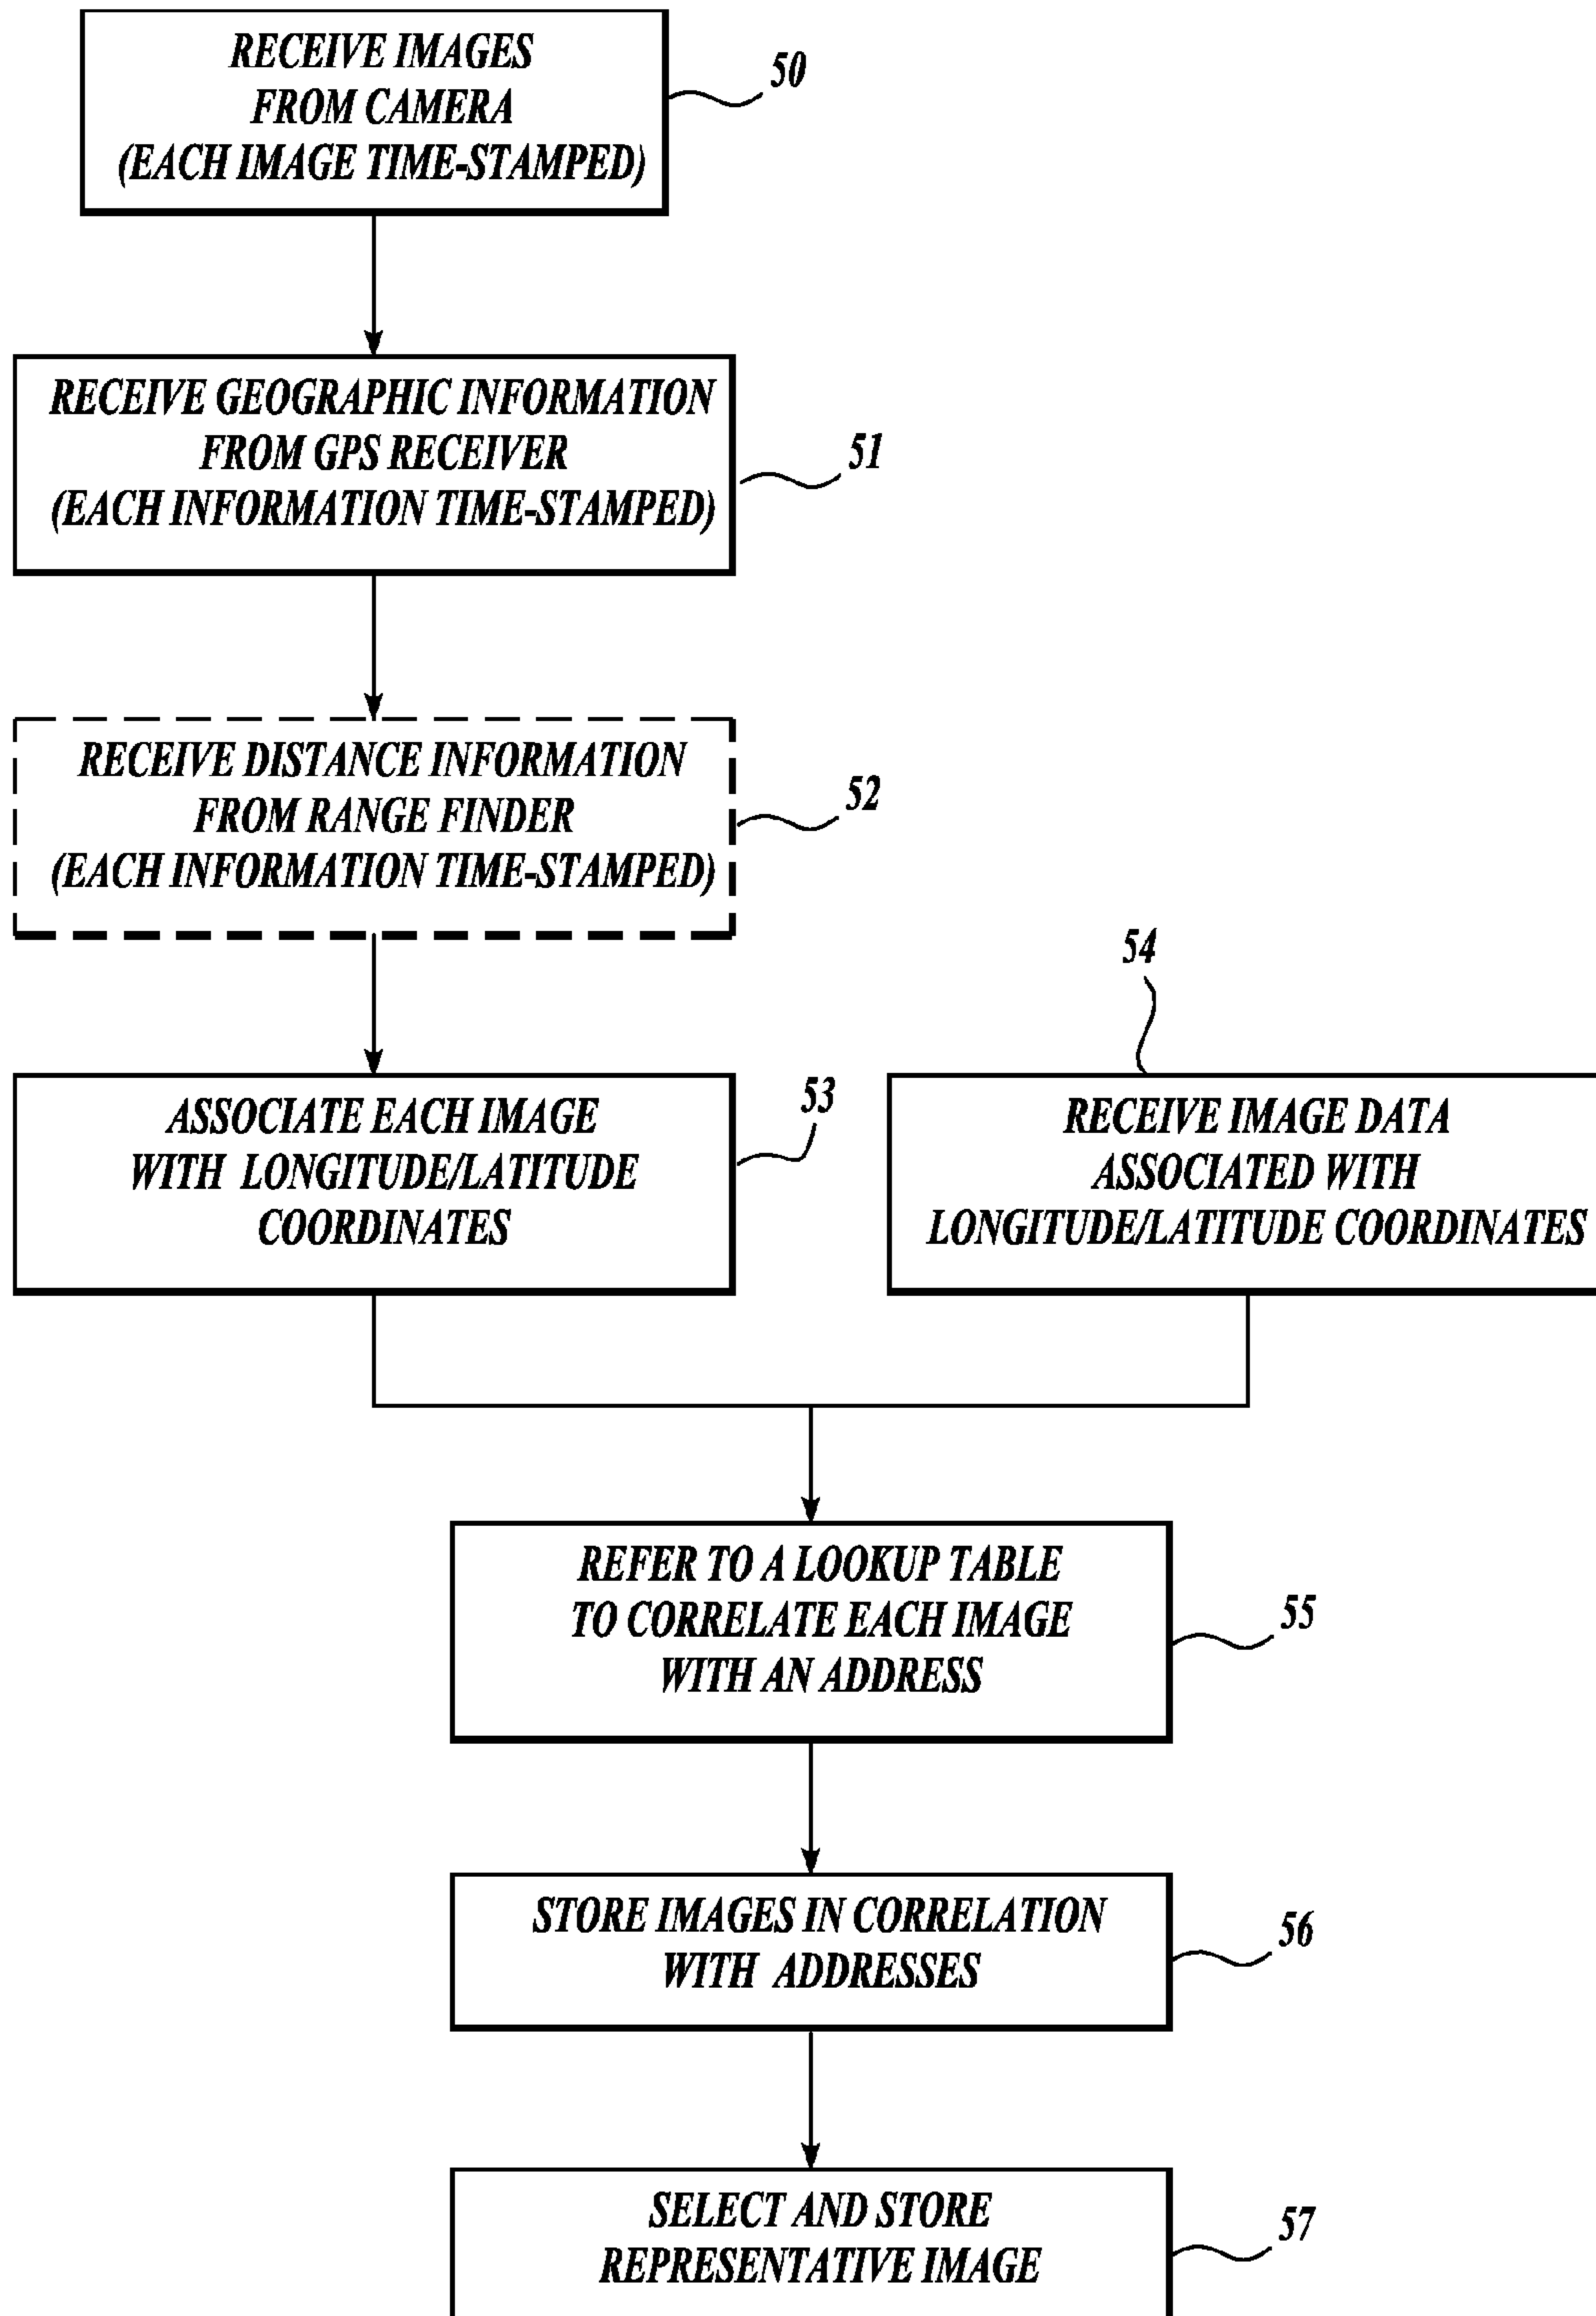 RECEIVE IMAGES
FROM CAMERA
(EACH IMAGE TIME-STAMPED)
50
RECEIVE GEOGRAPHIC INFORMATION
FROM GPS RECEIVER
(EACH INFORMATION TIME-STAMPED)
51
RECEIVE DISTANCE INFORMATION
FROM RANGE FINDER
(EACH INFORMATION TIME-STAMPED)
52
ASSOCIATE EACH IMAGE
WITH LONGITUDE/LATITUDE
COORDINATES
53
54
RECEIVE IMAGE DATA
ASSOCIATED WITH
LONGITUDE/LATITUDE COORDINATES
REFER TO A LOOKUP TABLE
TO CORRELATE EACH IMAGE
WITH AN ADDRESS
55
STORE IMAGES IN CORRELATION
WITH ADDRESSES
56
SELECT AND STORE
REPRESENTATIVE IMAGE
57